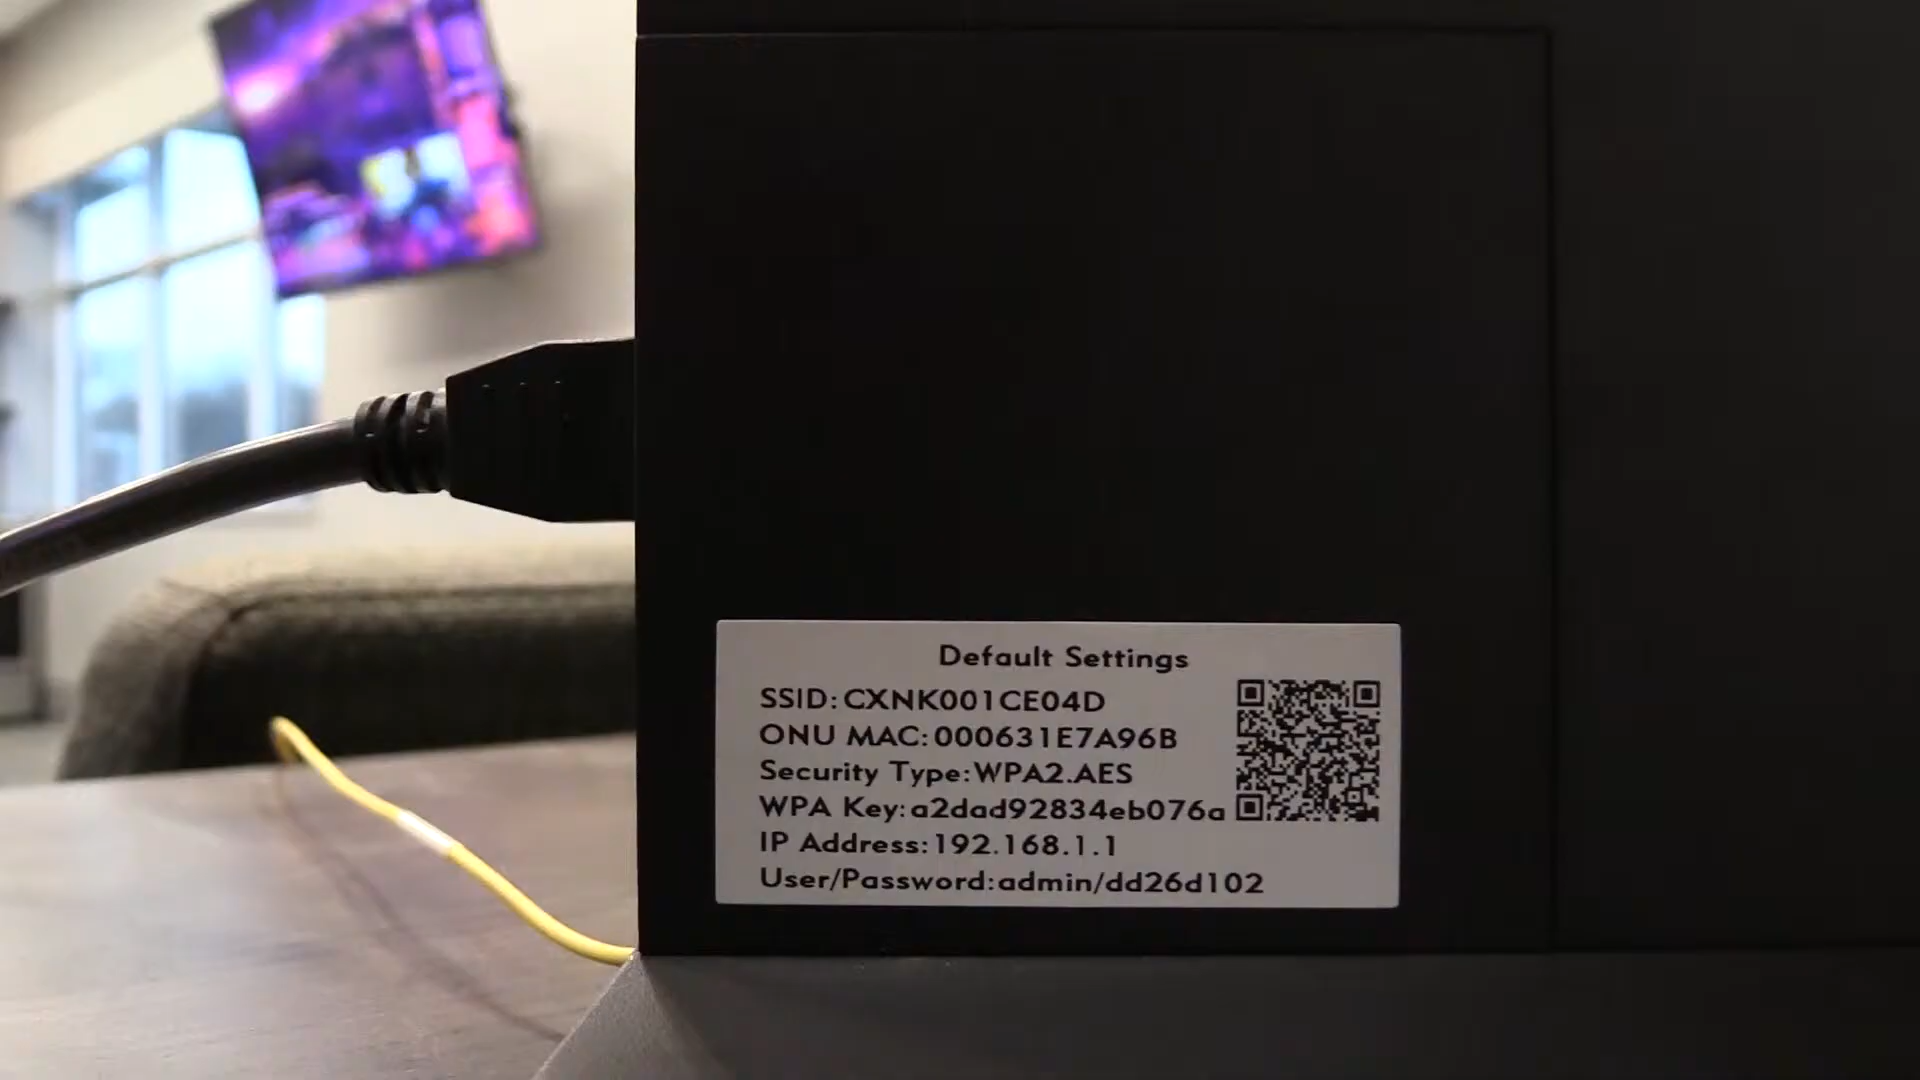 Default Settings
SSID: CXNK001CE04D
ONU MAC: 000631E7A96B
Security Type: WPA2.AES
WPA Key: a2dad92834eb076a
IP Address: 192.168.1.1
User/Password: admin/dd26d102